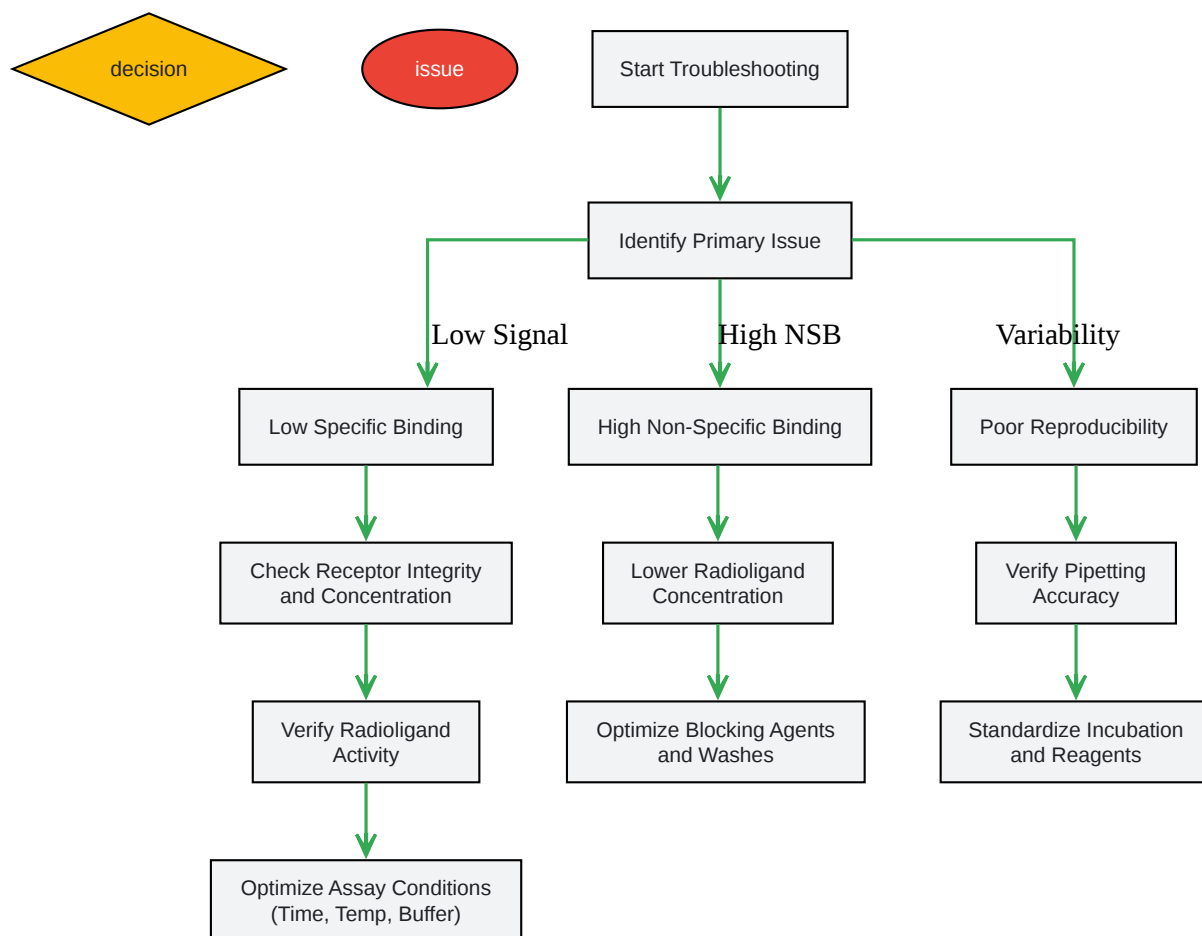 decision
issue
Start Troubleshooting
Identify Primary Issue
Low Signal
High NSB
Variability
Low Specific Binding
High Non-Specific Binding
Poor Reproducibility
Check Receptor Integrity
and Concentration
Lower Radioligand
Concentration
Verify Pipetting
Accuracy
Verify Radioligand
Activity
Optimize Blocking Agents
and Washes
Standardize Incubation
and Reagents
Optimize Assay Conditions
(Time, Temp, Buffer)